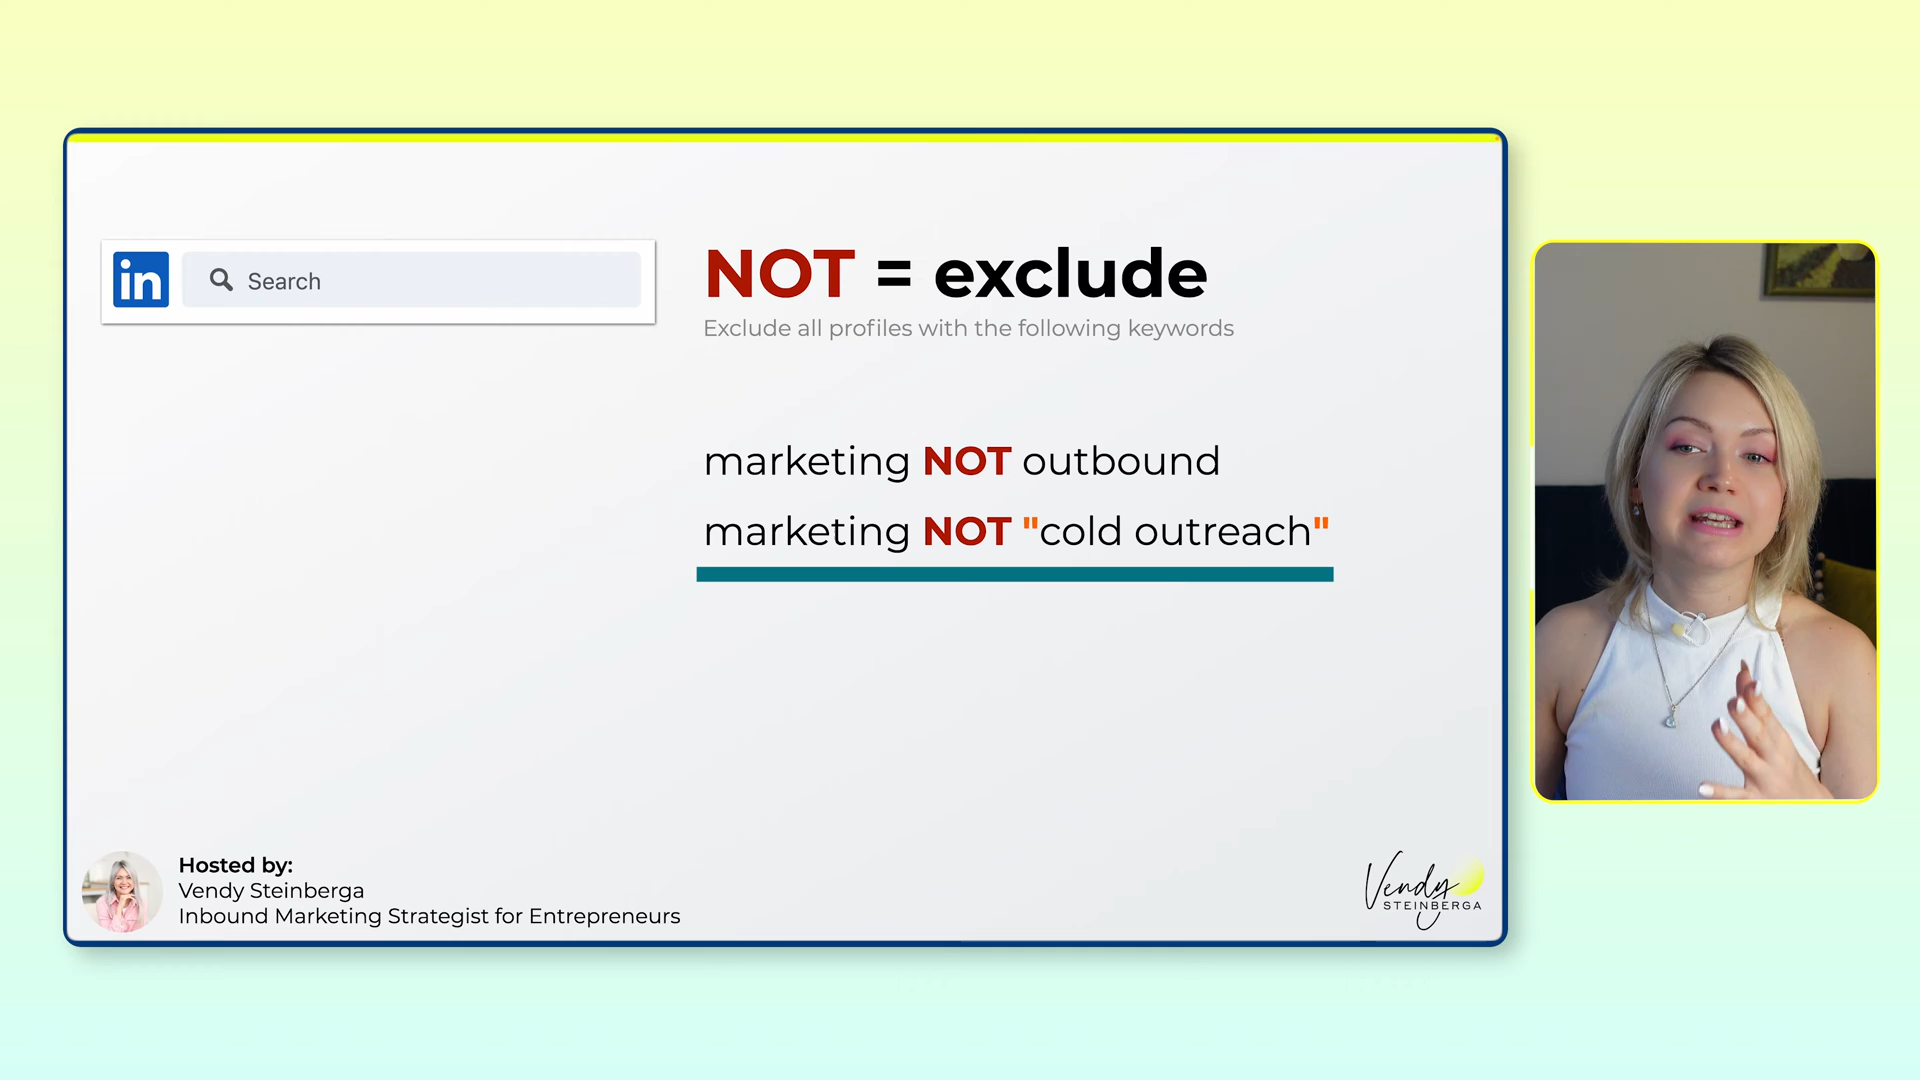 in
Search
NOT = exclude
Exclude all profiles with the following keywords
marketing NOT outbound
marketing NOT "cold outreach"
Hosted by:
Vendy Steinberga
Inbound Marketing Strategist for Entrepreneurs
Vendy
STEINBERGA